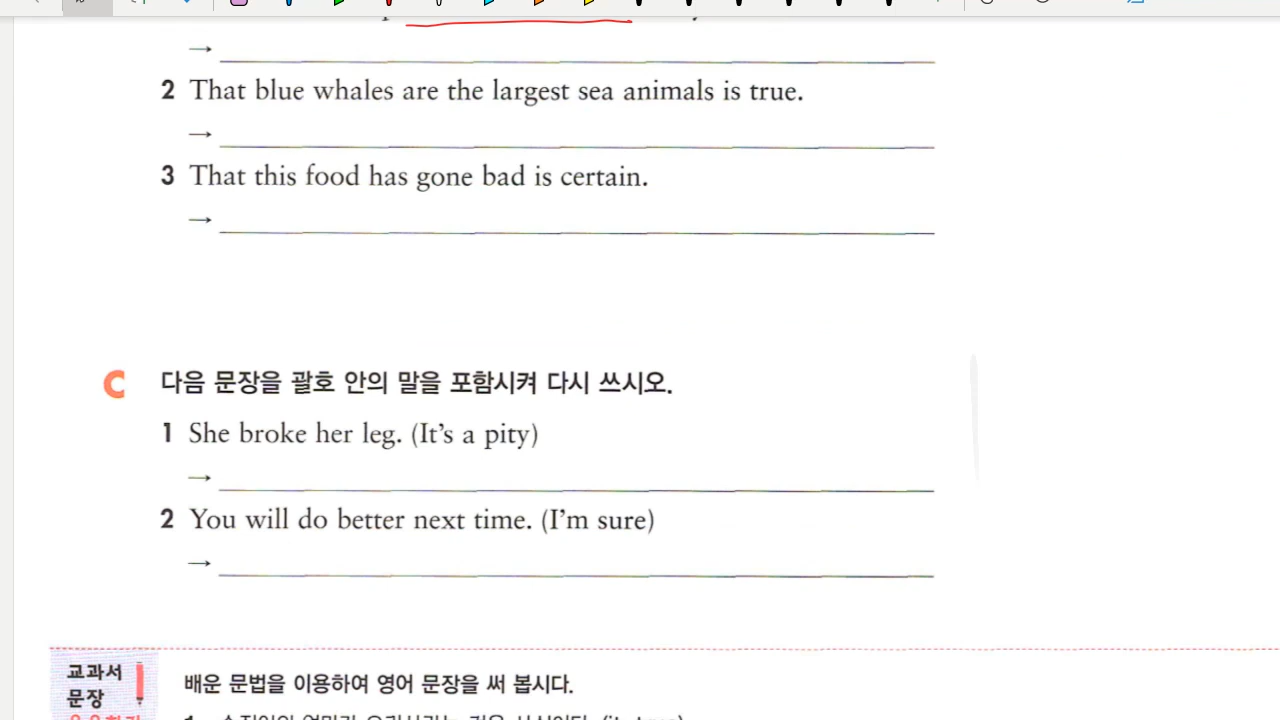 →
2 That blue whales are the largest sea animals is true.
→
3 That this food has gone bad is certain.
→
C 다음 문장을 괄호 안의 말을 포함시켜 다시 쓰시오.
1 She broke her leg. (It's a pity)
→
2 You will do better next time. (I'm sure)
→
교과서
문장
배운 문법을 이용하여 영어 문장을 써 봅시다.